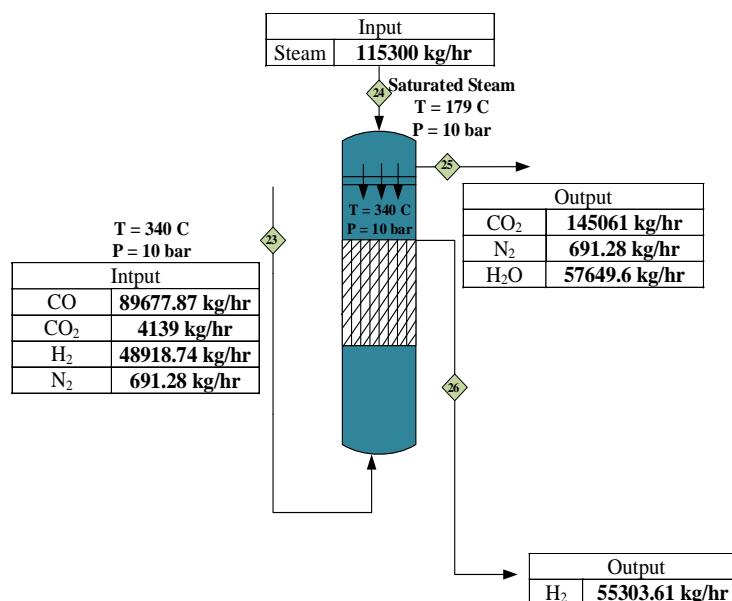 Input
Steam 115300 kg/hr
24
Saturated Steam
T = 179 C
P = 10 bar
25
T = 340 C
P = 10 bar
23
T = 340 C
P = 10 bar
Output
CO₂ 145061 kg/hr
N₂ 691.28 kg/hr
H₂O 57649.6 kg/hr
Intput
CO 89677.87 kg/hr
CO₂ 4139 kg/hr
H₂ 48918.74 kg/hr
N₂ 691.28 kg/hr
26
Output
H₂ 55303.61 kg/hr